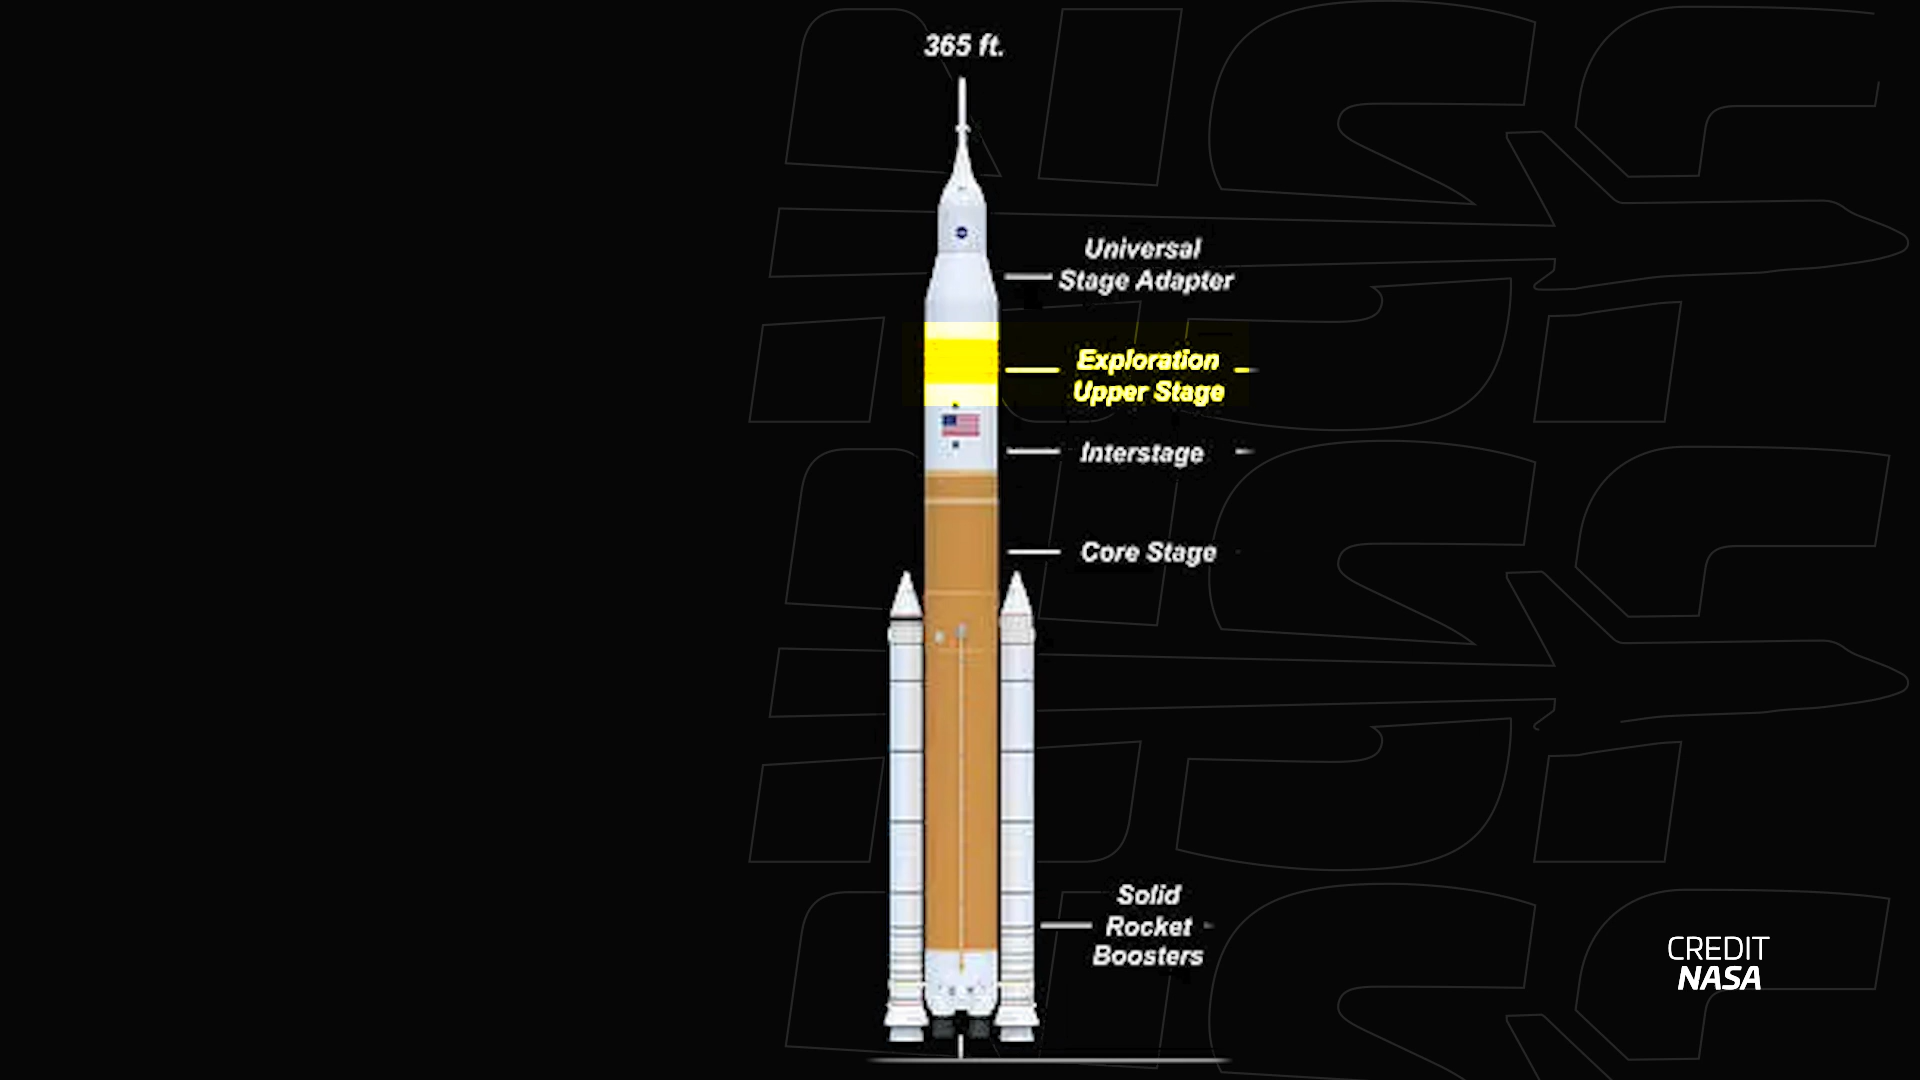 365 ft.
Universal
Stage Adapter
Exploration
Upper Stage
Interstage
Core Stage
Solid
Rocket
Boosters
CREDIT
NASA